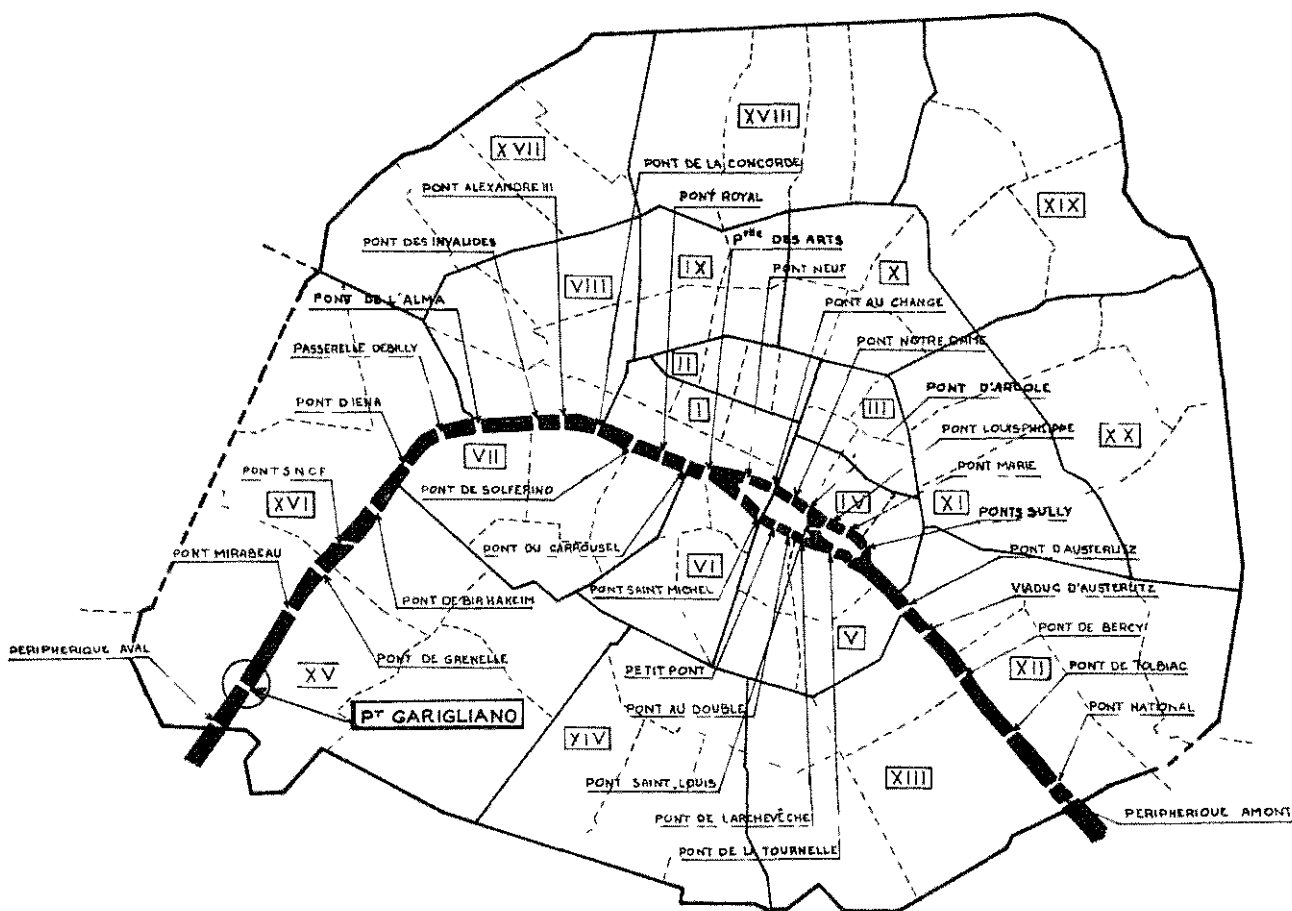 XVIII
XVII
PONT DE LA CONCORDE
PONT ALEXANDRE III
PONT ROYAL
XIX
PONT DES INVALIDES
Prlle DES ARTS
IX
PONT NEUF
X
VIII
PONT DE L'ALMA
PONT AU CHANGE
PASSERELLE DEBILLY
PONT NOTRE DAME
II
PONT D'ARCOLE
PONT D IENA
I
III
PONT LOUIS PHILIPPE
XX
VII
PONT MARIE
PONT S N C F
PONT DE SOLFERINO
IV
XI
XVI
PONTS SULLY
PONT MIRABEAU
PONT DU CARROUSEL
VI
PONT D'AUSTERLITZ
PONT SAINT MICHEL
VIADUC D'AUSTERLITZ
PONT DE BIR HAKEIM
PONT DE BERCY
PERIPHERIQUE AVAL
PONT DE GRENELLE
V
XV
PETIT PONT
XII
PONT DE TOLBIAC
PT GARIGLIANO
PONT AU DOUBLE
PONT NATIONAL
XIV
XIII
PONT SAINT LOUIS
PERIPHERIQUE AMONT
PONT DE L'ARCHEVÊCHE
PONT DE LA TOURNELLE